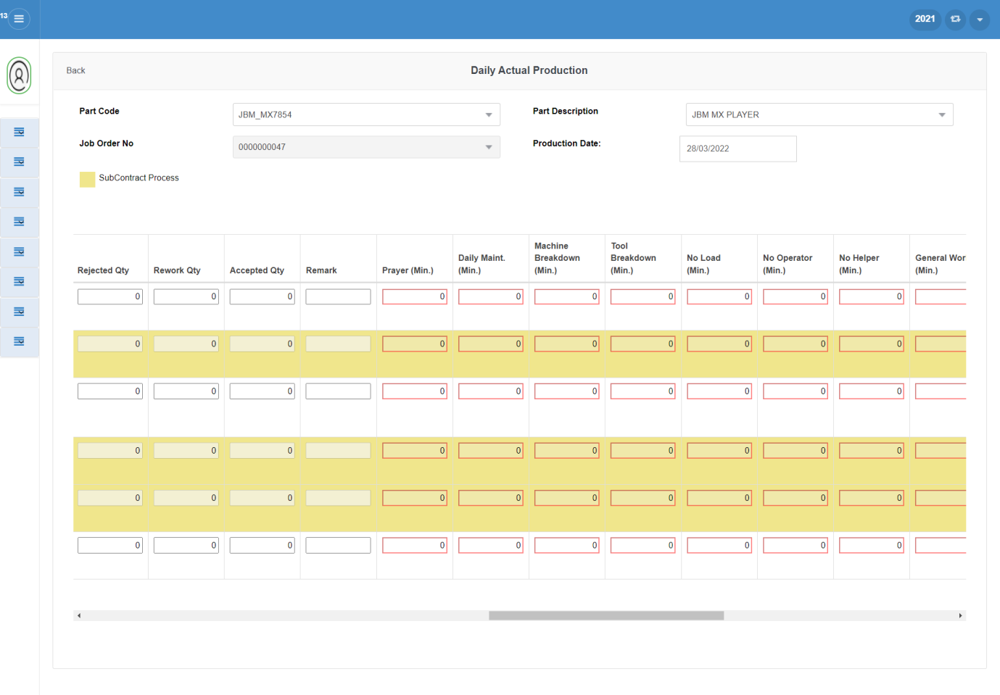 13
2021
Back
Daily Actual Production
Part Code
JBM_MX7854
Part Description
JBM MX PLAYER
Job Order No
0000000047
Production Date:
28/03/2022
SubContract Process
Rejected Qty
Rework Qty
Accepted Qty
Remark
Prayer (Min.)
Daily Maint.
(Min.)
Machine
Breakdown
(Min.)
Tool
Breakdown
(Min.)
No Load
(Min.)
No Operator
(Min.)
No Helper
(Min.)
General Wor
(Min.)
0 0 0 0 0 0 0 0 0 0
0 0 0 0 0 0 0 0 0 0
0 0 0 0 0 0 0 0 0 0
0 0 0 0 0 0 0 0 0 0
0 0 0 0 0 0 0 0 0 0
0 0 0 0 0 0 0 0 0 0